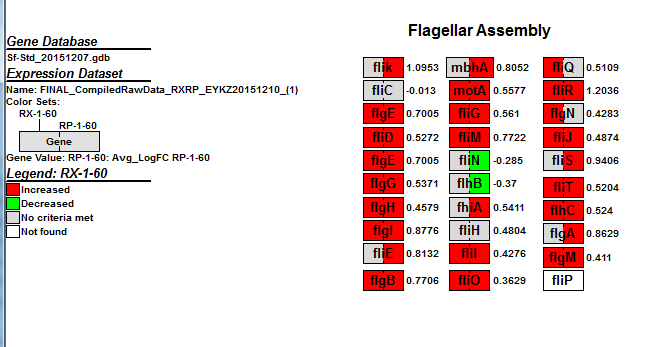 Flagellar Assembly
Gene Database
Sf-Std_20151207.gdb
Expression Dataset
Name: FINAL_CompiledRawData_RXRP_EYKZ20151210_(1)
Color Sets:
RX-1-60
RP-1-60
Gene
Gene Value: RP-1-60: Avg_LogFC RP-1-60
Legend: RX-1-60
Increased
Decreased
No criteria met
Not found
flik 1.0953 mbhA 0.8052 fliQ 0.5109
fliC -0.013 motA 0.5577 fliR 1.2036
flgE 0.7005 fliG 0.561 flgN 0.4283
fliD 0.5272 fliM 0.7722 fliJ 0.4874
flgE 0.7005 fliN -0.285 fliS 0.9406
flgG 0.5371 flhB -0.37 fliT 0.5204
flgH 0.4579 fhiA 0.5411 flhC 0.524
flgI 0.8776 fliH 0.4804 flgA 0.8629
fliE 0.8132 fliI 0.4276 flgM 0.411
flgB 0.7706 fliO 0.3629 fliP